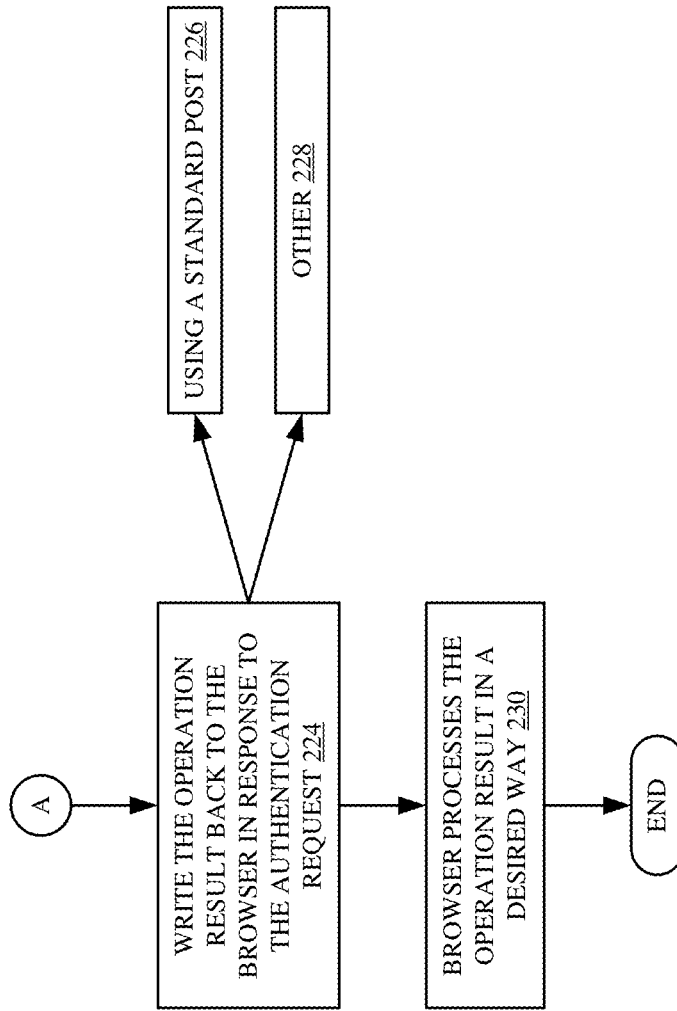 A
WRITE THE OPERATION
RESULT BACK TO THE
BROWSER IN RESPONSE TO
THE AUTHENTICATION
REQUEST 224
USING A STANDARD POST 226
OTHER 228
BROWSER PROCESSES THE
OPERATION RESULT IN A
DESIRED WAY 230
END